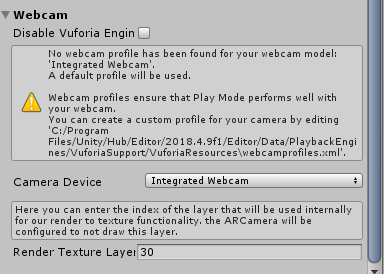 Webcam
Disable Vuforia Engin
No webcam profile has been found for your webcam model:
'Integrated Webcam'.
A default profile will be used.
Webcam profiles ensure that Play Mode performs well with
your webcam.
You can create a custom profile for your camera by editing
'C:/Program
Files/Unity/Hub/Editor/2018.4.9f1/Editor/Data/PlaybackEngi
nes/VuforiaSupport/VuforiaResources\webcamprofiles.xml'.
Camera Device Integrated Webcam
Here you can enter the index of the layer that will be used internally
for our render to texture functionality. the ARCamera will be
configured to not draw this layer.
Render Texture Layer 30